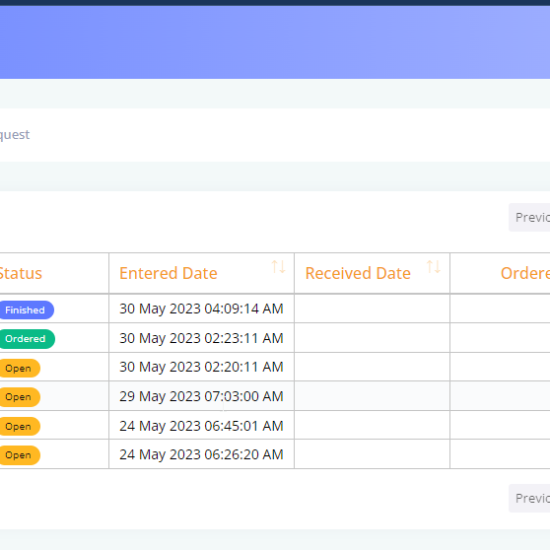 quest
Previo
Status Entered Date Received Date Ordere
Finished 30 May 2023 04:09:14 AM
Ordered 30 May 2023 02:23:11 AM
Open 30 May 2023 02:20:11 AM
Open 29 May 2023 07:03:00 AM
Open 24 May 2023 06:45:01 AM
Open 24 May 2023 06:26:20 AM
Previo